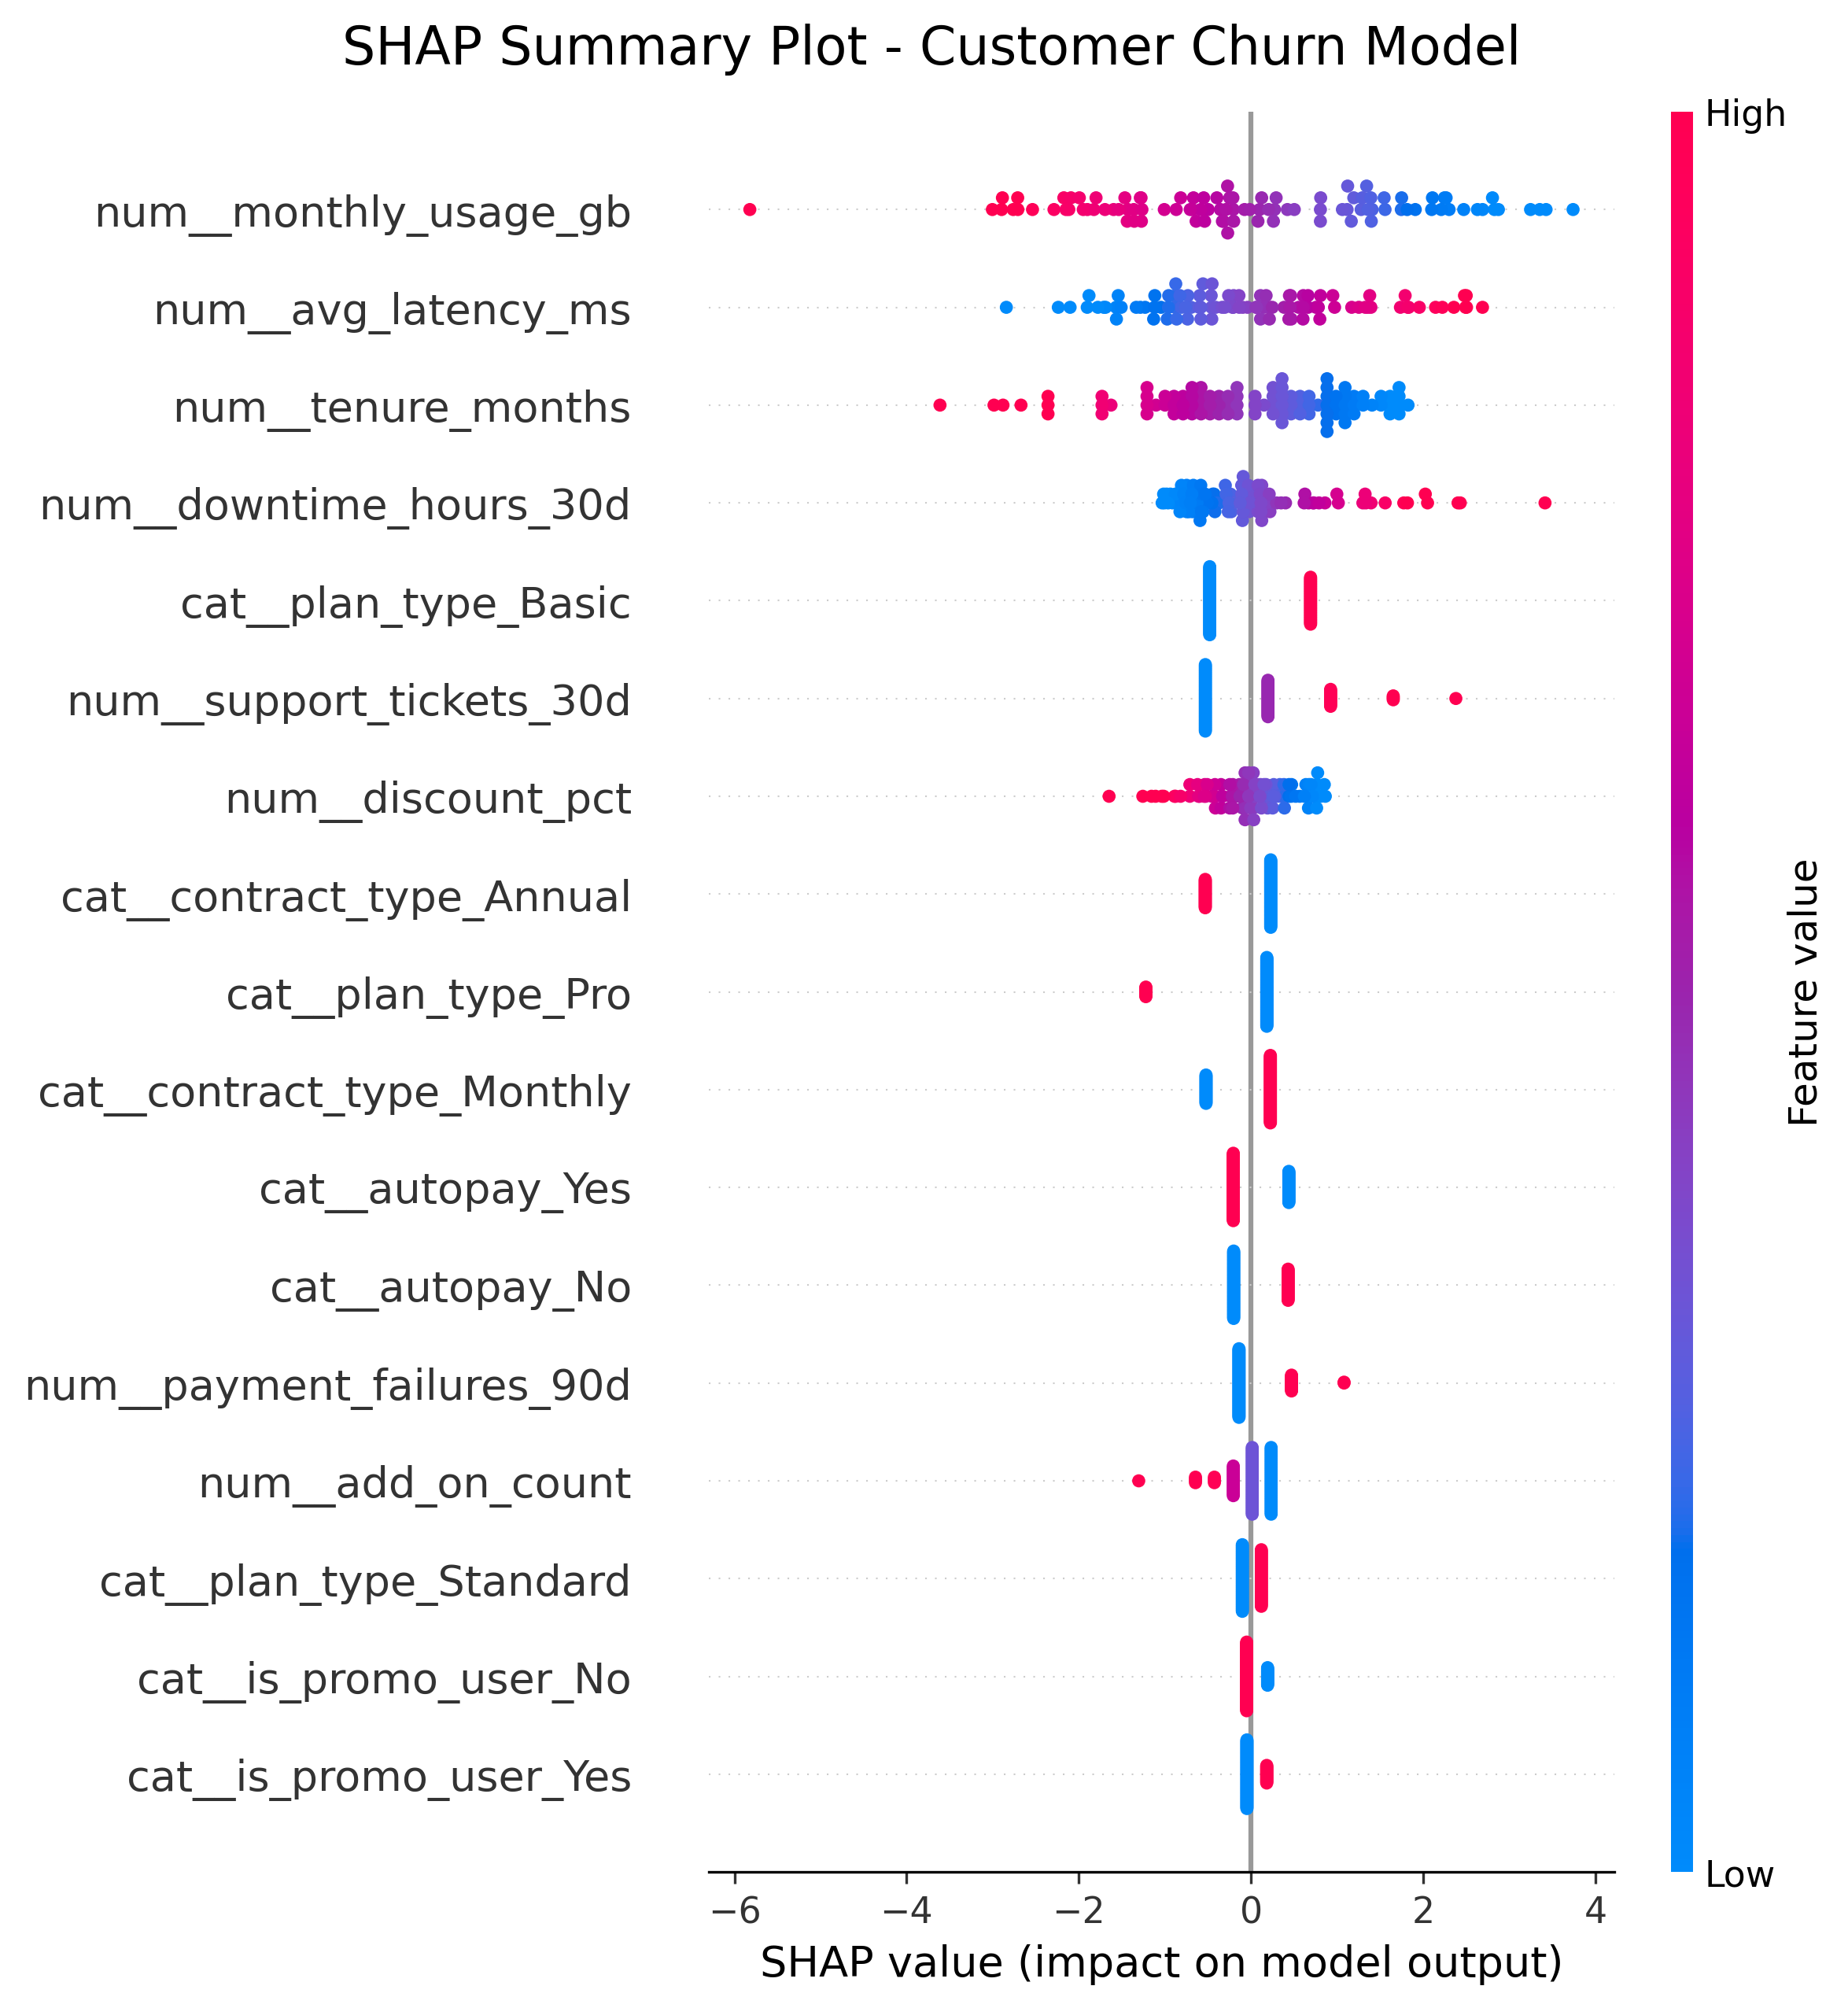 SHAP Summary Plot - Customer Churn Model
High
num__monthly_usage_gb
num__avg_latency_ms
num__tenure_months
num__downtime_hours_30d
cat__plan_type_Basic
num__support_tickets_30d
num__discount_pct
cat__contract_type_Annual
cat__plan_type_Pro
cat__contract_type_Monthly
cat__autopay_Yes
cat__autopay_No
num__payment_failures_90d
num__add_on_count
cat__plan_type_Standard
cat__is_promo_user_No
cat__is_promo_user_Yes
Feature value
Low
−6 −4 −2 0 2 4
SHAP value (impact on model output)